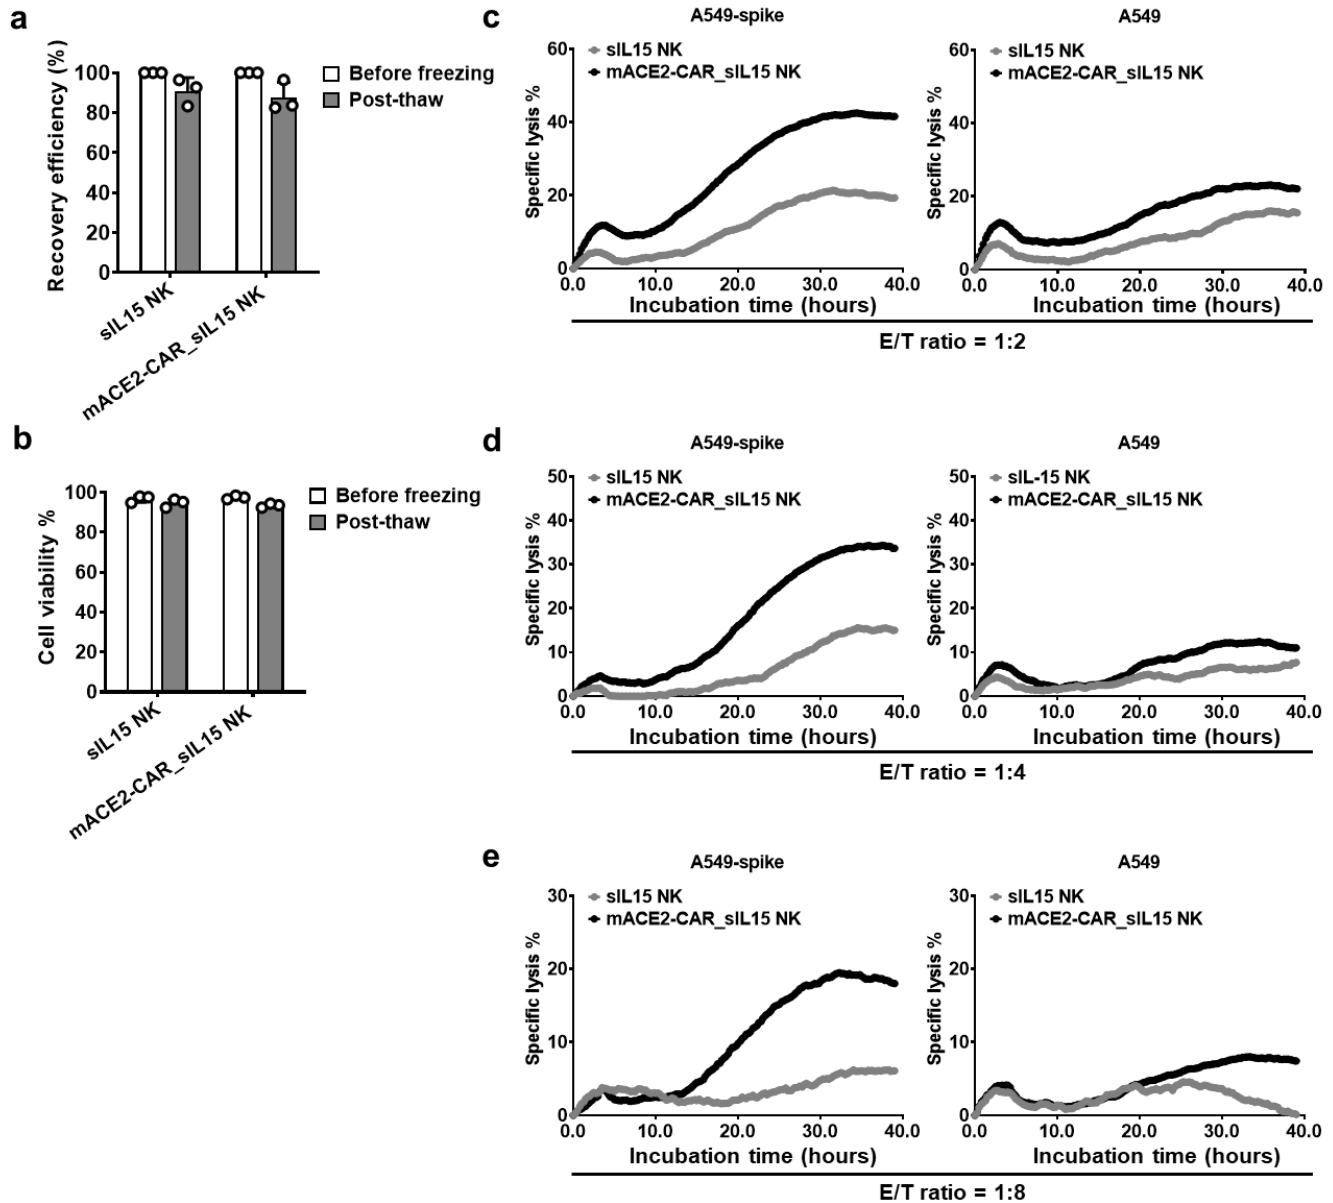 a
Recovery efficiency (%)
100
80
60
40
20
0
Before freezing
Post-thaw
sIL15 NK
mACE2-CAR_sIL15 NK
b
Cell viability %
100
80
60
40
20
0
Before freezing
Post-thaw
sIL15 NK
mACE2-CAR_sIL15 NK
c
A549-spike
Specific lysis %
60
40
20
0
sIL15 NK
mACE2-CAR_sIL15 NK
0.0 10.0 20.0 30.0 40.0
Incubation time (hours)
A549
Specific lysis %
60
40
20
0
sIL15 NK
mACE2-CAR_sIL15 NK
0.0 10.0 20.0 30.0 40.0
Incubation time (hours)
E/T ratio = 1:2
d
A549-spike
Specific lysis %
50
40
30
20
10
0
sIL15 NK
mACE2-CAR_sIL15 NK
0.0 10.0 20.0 30.0 40.0
Incubation time (hours)
A549
Specific lysis %
50
40
30
20
10
0
sIL-15 NK
mACE2-CAR_sIL15 NK
0.0 10.0 20.0 30.0 40.0
Incubation time (hours)
E/T ratio = 1:4
e
A549-spike
Specific lysis %
30
20
10
0
sIL15 NK
mACE2-CAR_sIL15 NK
0.0 10.0 20.0 30.0 40.0
Incubation time (hours)
A549
Specific lysis %
30
20
10
0
sIL15 NK
mACE2-CAR_sIL15 NK
0.0 10.0 20.0 30.0 40.0
Incubation time (hours)
E/T ratio = 1:8